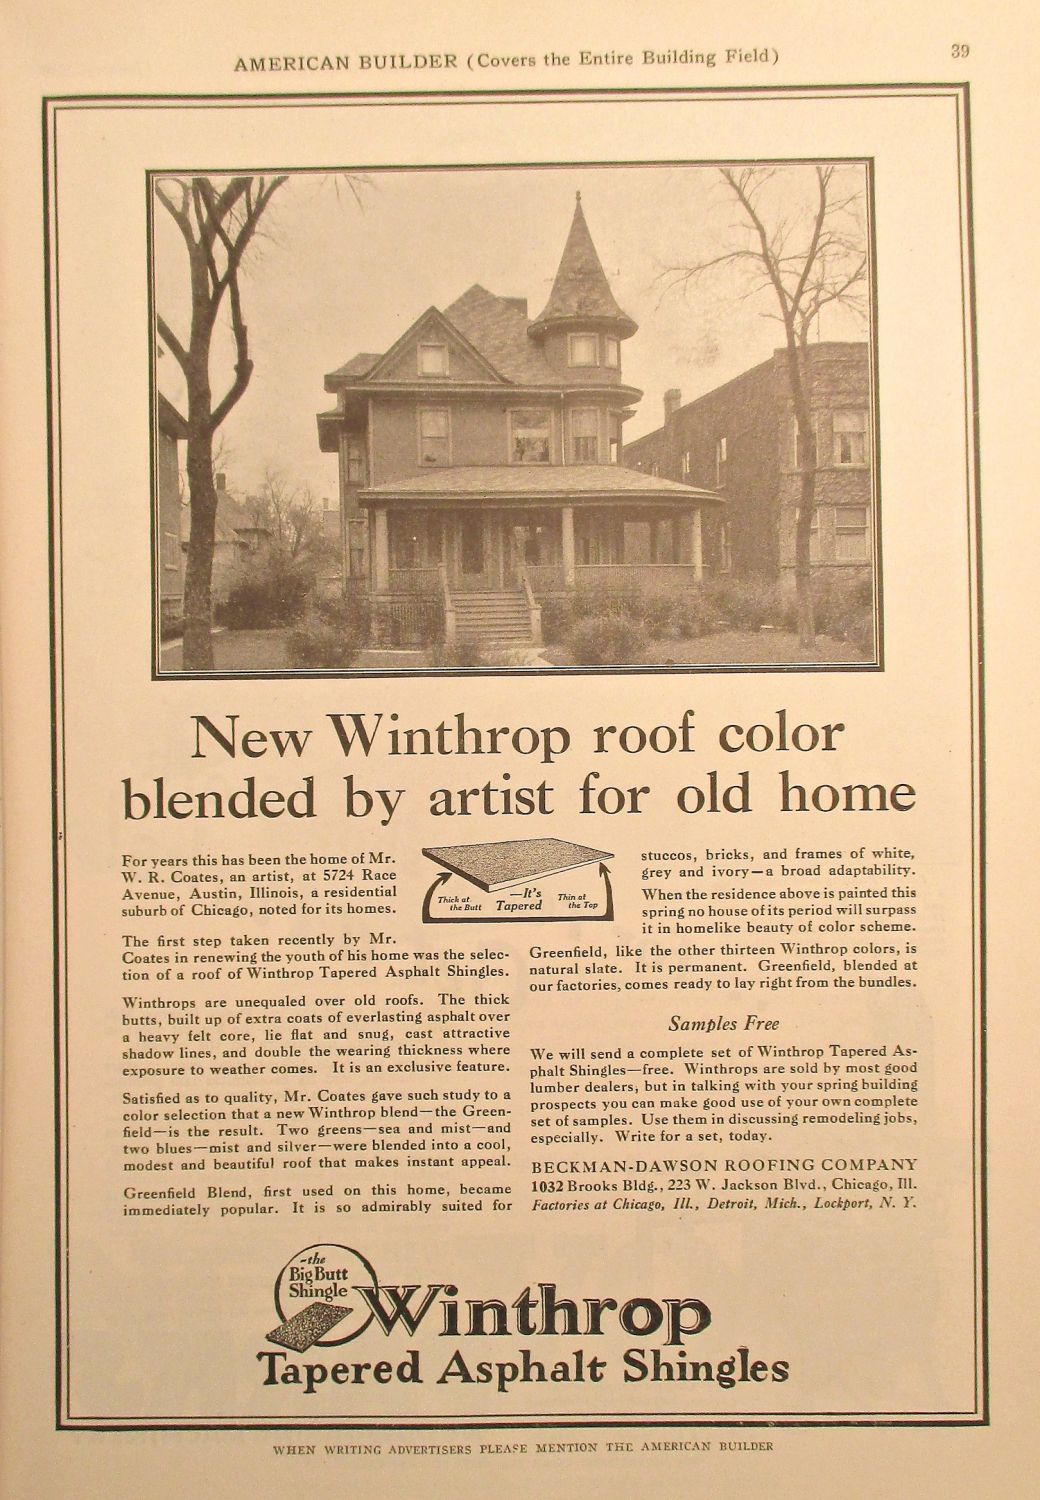 AMERICAN BUILDER (Covers the Entire Building Field)
39
New Winthrop roof color
blended by artist for old home
For years this has been the home of Mr.
W. R. Coates, an artist, at 5724 Race
Avenue, Austin, Illinois, a residential
suburb of Chicago, noted for its homes.
The first step taken recently by Mr.
Coates in renewing the youth of his home was the selec-
tion of a roof of Winthrop Tapered Asphalt Shingles.
Winthrops are unequaled over old roofs. The thick
butts, built up of extra coats of everlasting asphalt over
a heavy felt core, lie flat and snug, cast attractive
shadow lines, and double the wearing thickness where
exposure to weather comes. It is an exclusive feature.
Satisfied as to quality, Mr. Coates gave such study to a
color selection that a new Winthrop blend—the Green-
field—is the result. Two greens—sea and mist—and
two blues—mist and silver—were blended into a cool,
modest and beautiful roof that makes instant appeal.
Greenfield Blend, first used on this home, became
immediately popular. It is so admirably suited for
Thick at
the Butt
—It's
Tapered
Thin at
the Top
stuccos, bricks, and frames of white,
grey and ivory—a broad adaptability.
When the residence above is painted this
spring no house of its period will surpass
it in homelike beauty of color scheme.
Greenfield, like the other thirteen Winthrop colors, is
natural slate. It is permanent. Greenfield, blended at
our factories, comes ready to lay right from the bundles.
Samples Free
We will send a complete set of Winthrop Tapered As-
phalt Shingles—free. Winthrops are sold by most good
lumber dealers, but in talking with your spring building
prospects you can make good use of your own complete
set of samples. Use them in discussing remodeling jobs,
especially. Write for a set, today.
BECKMAN-DAWSON ROOFING COMPANY
1032 Brooks Bldg., 223 W. Jackson Blvd., Chicago, Ill.
Factories at Chicago, Ill., Detroit, Mich., Lockport, N. Y.
-the
Big Butt
Shingle
Winthrop
Tapered Asphalt Shingles
WHEN WRITING ADVERTISERS PLEASE MENTION THE AMERICAN BUILDER